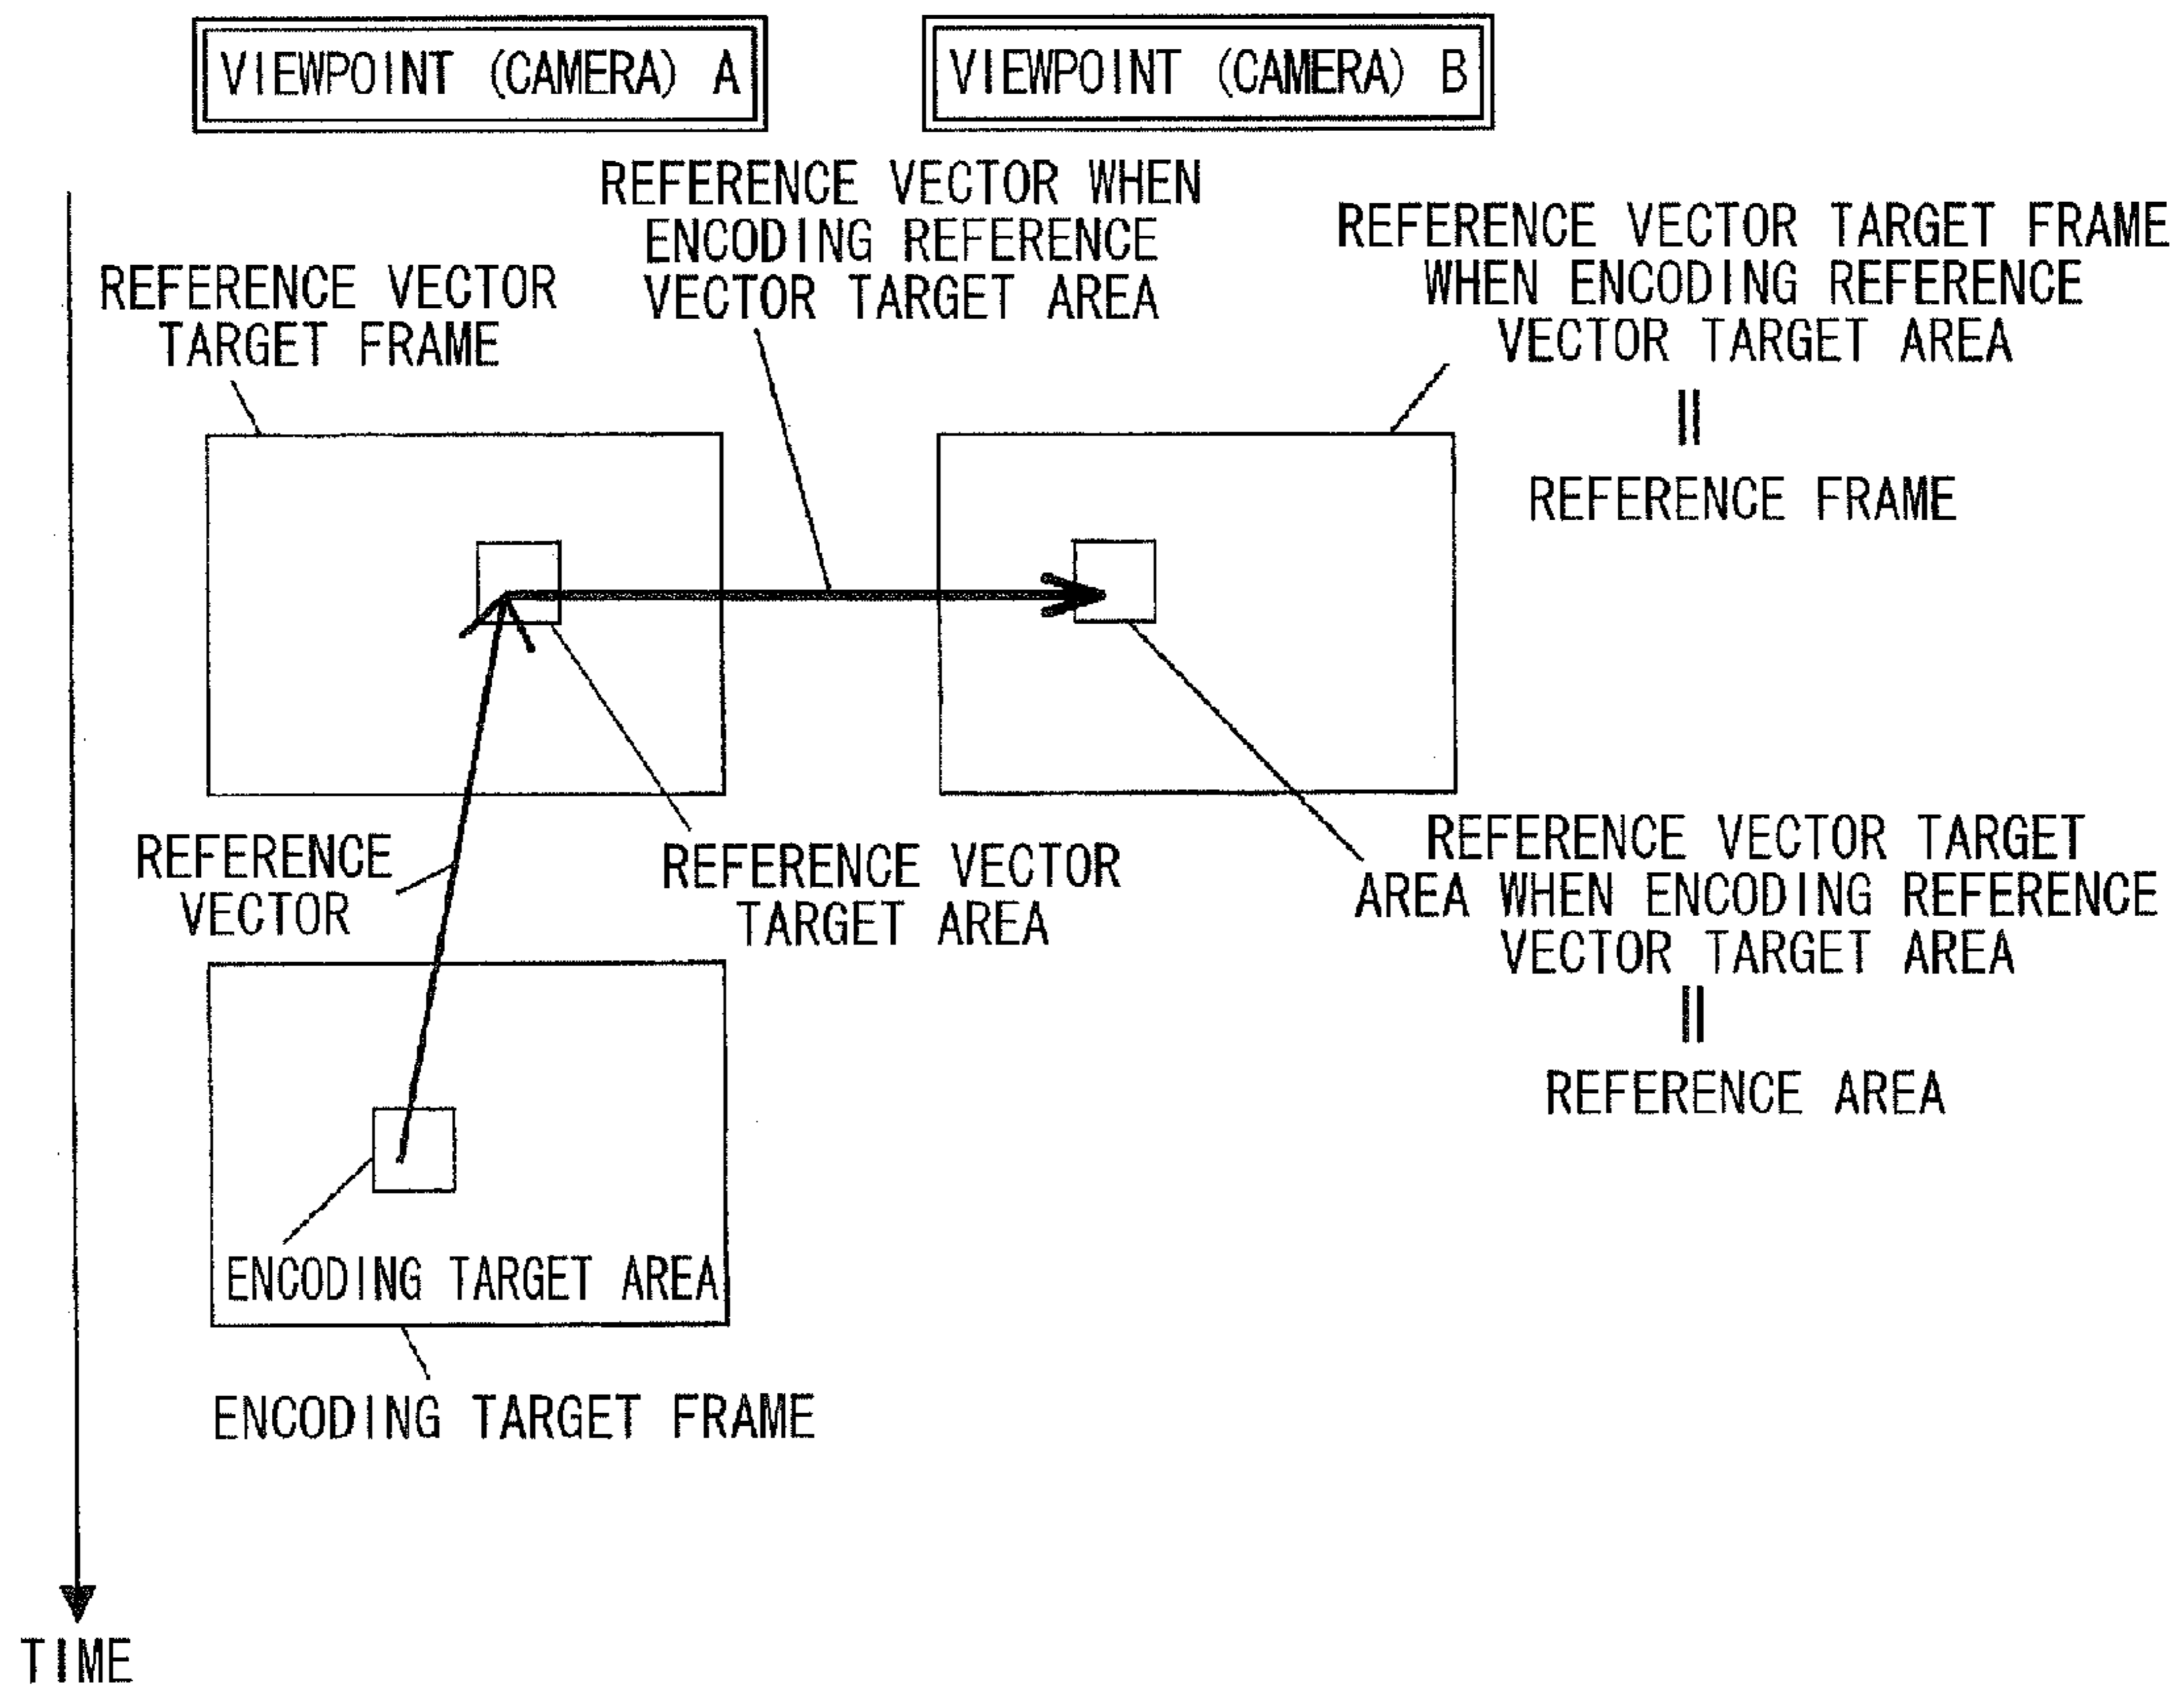 VIEWPOINT (CAMERA) A
VIEWPOINT (CAMERA) B
REFERENCE VECTOR WHEN
ENCODING REFERENCE
VECTOR TARGET AREA
REFERENCE VECTOR TARGET FRAME
WHEN ENCODING REFERENCE
VECTOR TARGET AREA
||
REFERENCE FRAME
REFERENCE VECTOR
TARGET FRAME
REFERENCE
VECTOR
REFERENCE VECTOR
TARGET AREA
REFERENCE VECTOR TARGET
AREA WHEN ENCODING REFERENCE
VECTOR TARGET AREA
||
REFERENCE AREA
ENCODING TARGET AREA
ENCODING TARGET FRAME
TIME